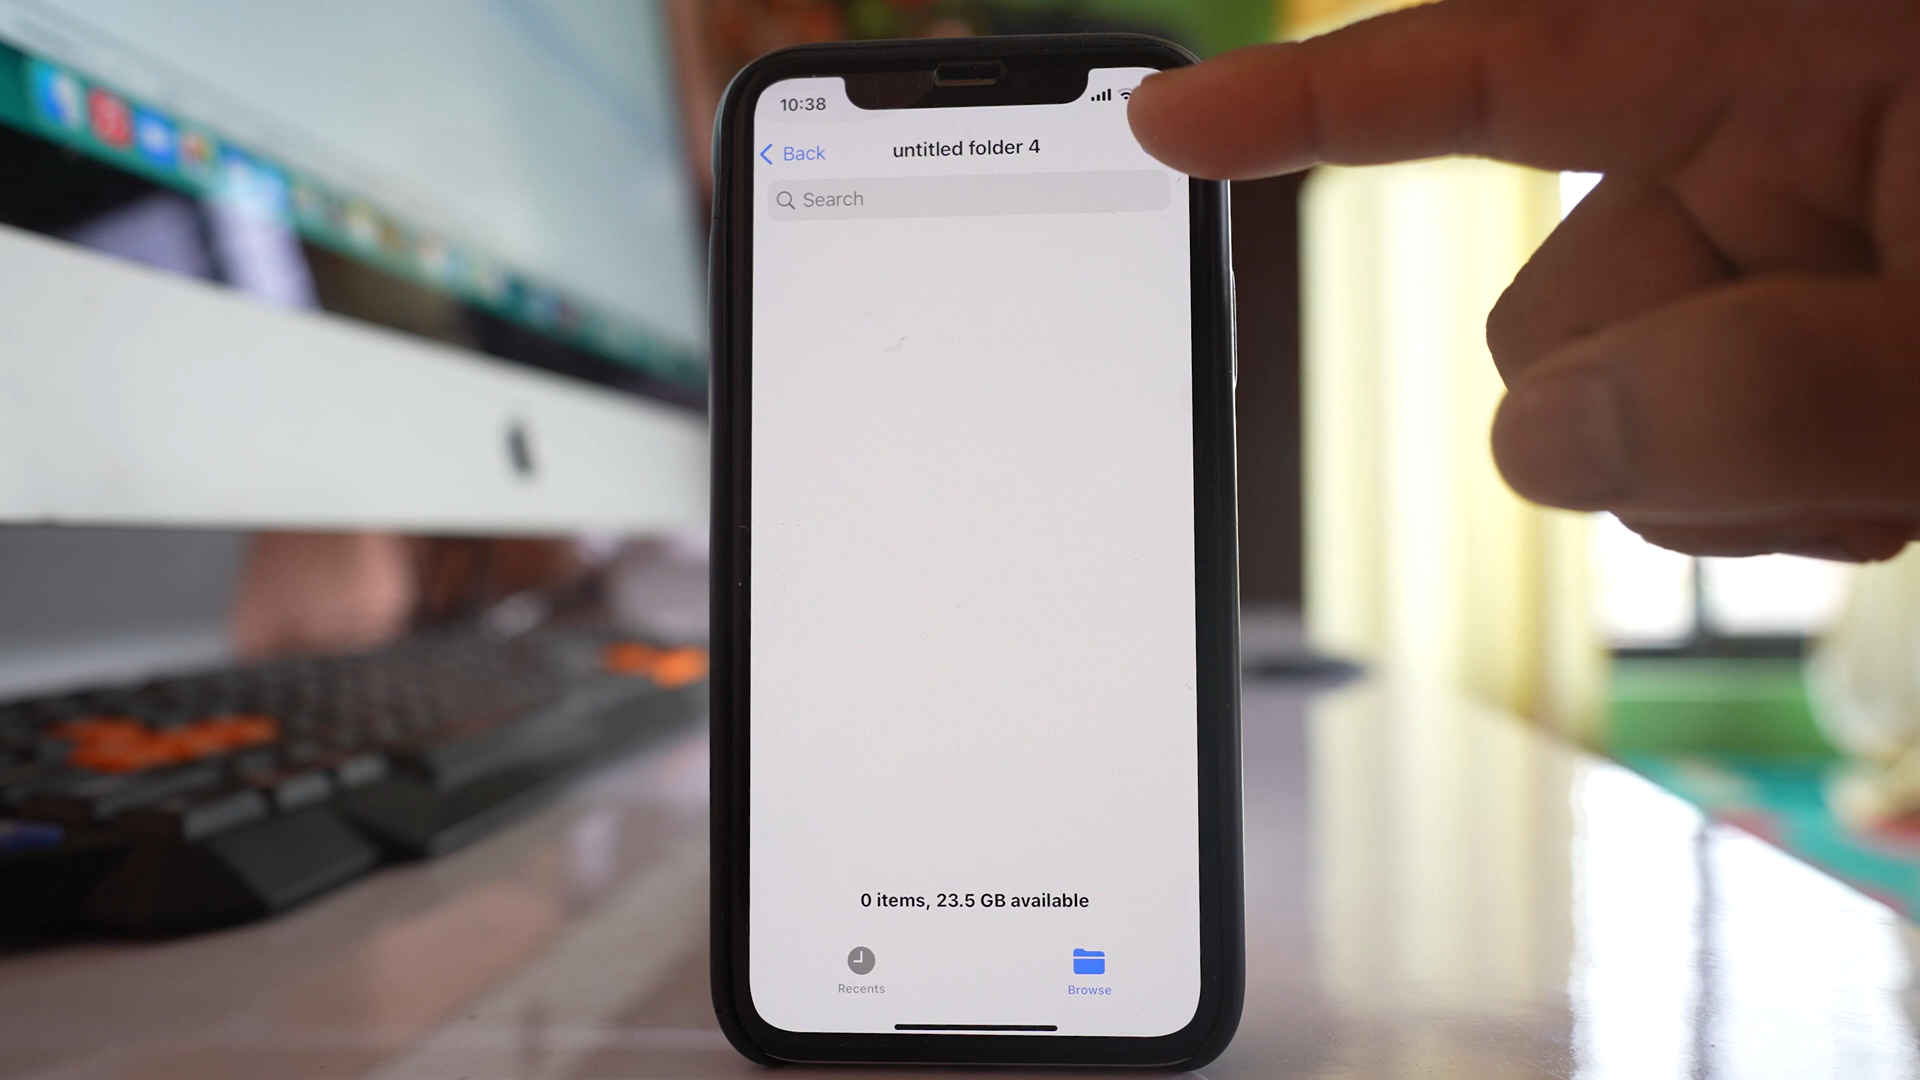 10:38
Back
untitled folder 4
Search
0 items, 23.5 GB available
Recents
Browse